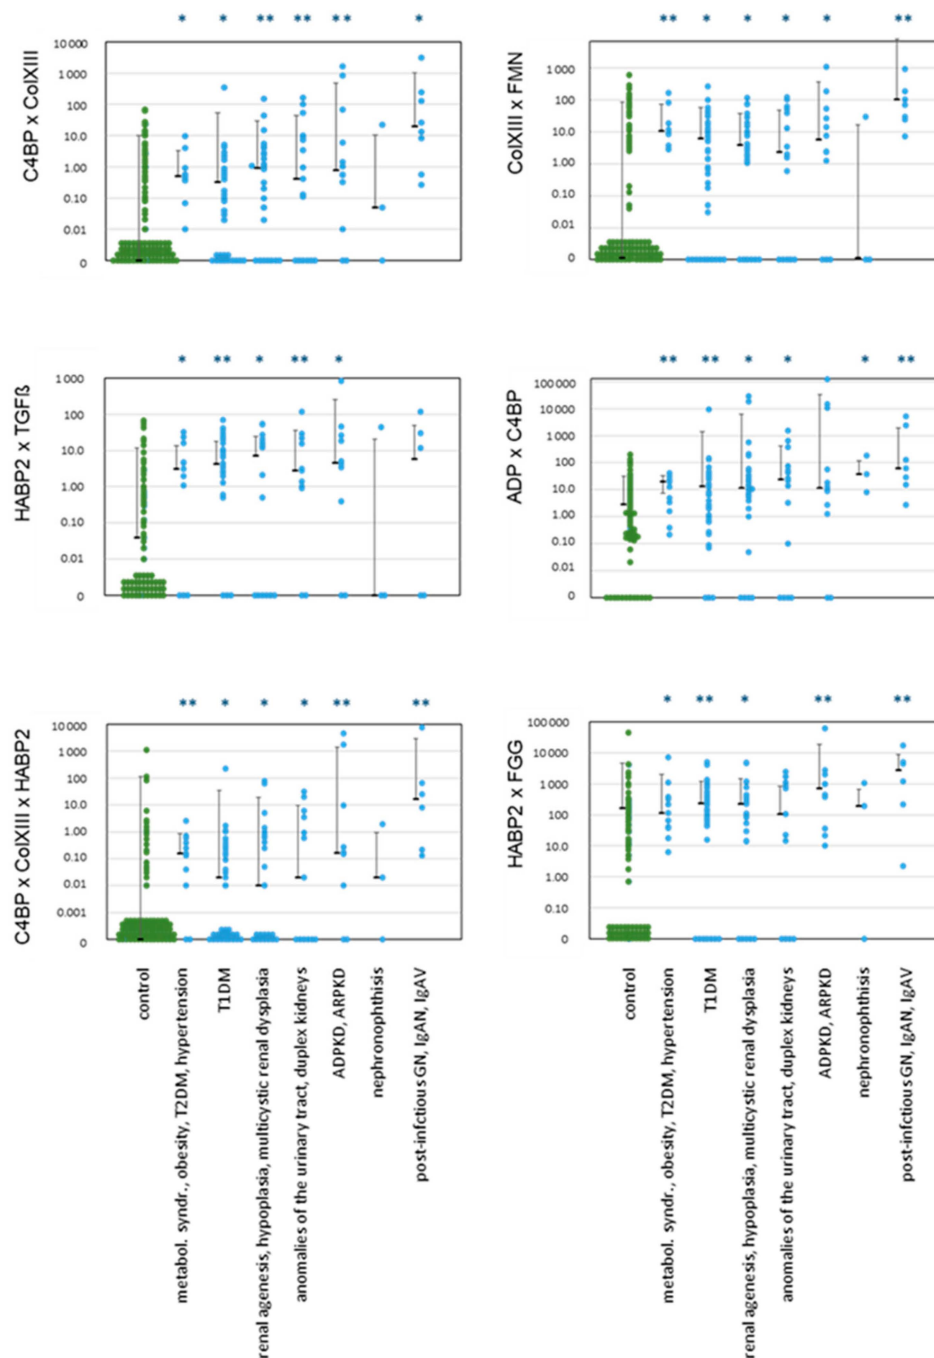 * * ** ** ** *
C4BP x ColXIII
10 000
1 000
100
10.0
1.00
0.10
0.01
0
** * * * * **
ColXIII x FMN
1000
100
10.0
1.00
0.10
0.01
0
* ** * ** *
HABP2 x TGFß
1 000
100
10.0
1.00
0.10
0.01
0
** ** * * * **
ADP x C4BP
100 000
10 000
1000
100
10.0
1.00
0.10
0.10
0
** * * * ** **
C4BP x ColXIII x HABP2
10 000
1 000
100
10.0
1.00
0.10
0.01
0.001
0
* ** * ** **
HABP2 x FGG
100 000
10 000
1000
100
10.0
1.00
0.10
0
control
metabol. syndr., obesity, T2DM, hypertension
T1DM
renal agenesis, hypoplasia, multicystic renal dysplasia
anomalies of the urinary tract, duplex kidneys
ADPKD, ARPKD
nephronophthisis
post-infctious GN, IgAN, IgAV
control
metabol. syndr., obesity, T2DM, hypertension
T1DM
renal agenesis, hypoplasia, multicystic renal dysplasia
anomalies of the urinary tract, duplex kidneys
ADPKD, ARPKD
nephronophthisis
post-infctious GN, IgAN, IgAV